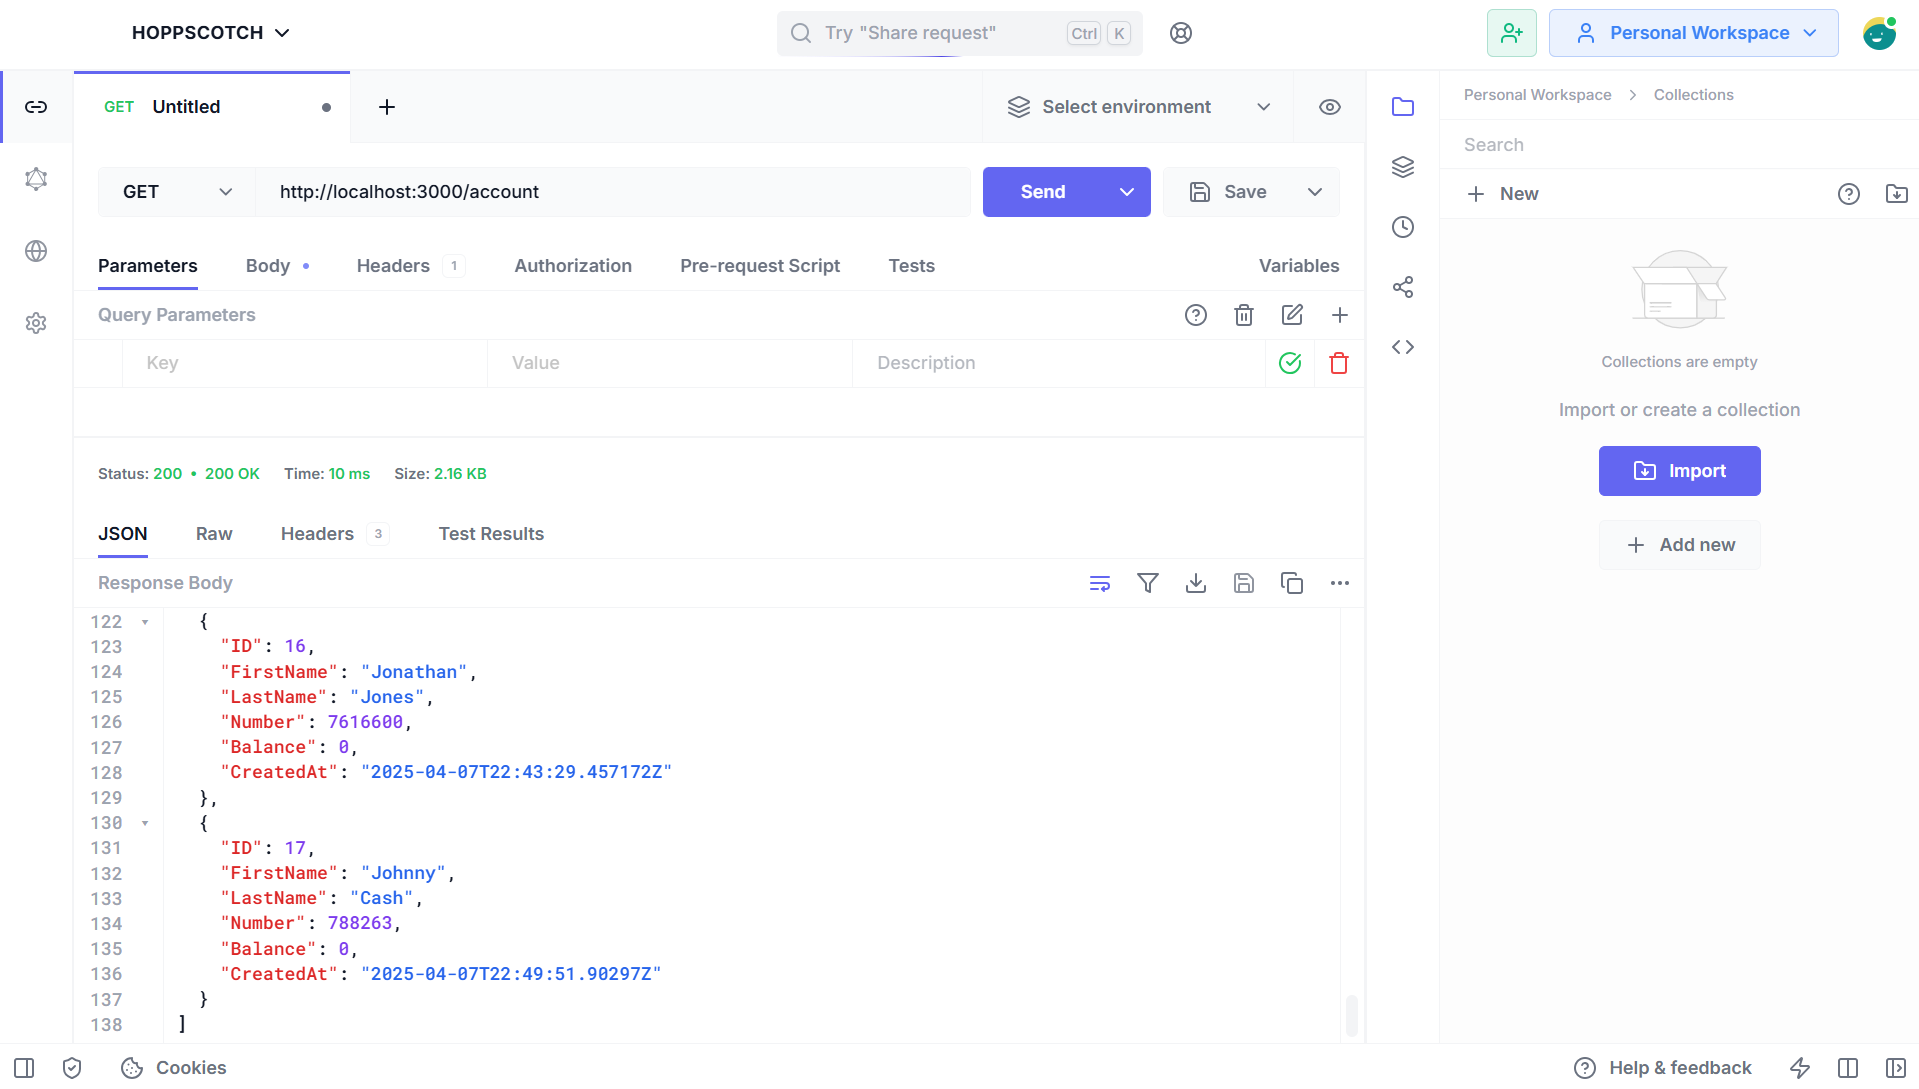 HOPPSCOTCH
Try "Share request"
Ctrl K
Personal Workspace
GET Untitled
Select environment
GET
http://localhost:3000/account
Send
Save
Parameters
Body
Headers 1
Authorization
Pre-request Script
Tests
Variables
Query Parameters
Key
Value
Description
Status: 200 • 200 OK
Time: 10 ms
Size: 2.16 KB
JSON
Raw
Headers 3
Test Results
Response Body
122 {
123 "ID": 16,
124 "FirstName": "Jonathan",
125 "LastName": "Jones",
126 "Number": 7616600,
127 "Balance": 0,
128 "CreatedAt": "2025-04-07T22:43:29.457172Z"
129 },
130 {
131 "ID": 17,
132 "FirstName": "Johnny",
133 "LastName": "Cash",
134 "Number": 788263,
135 "Balance": 0,
136 "CreatedAt": "2025-04-07T22:49:51.90297Z"
137 }
138 ]
Personal Workspace > Collections
Search
New
Collections are empty
Import or create a collection
Import
Add new
Cookies
Help & feedback